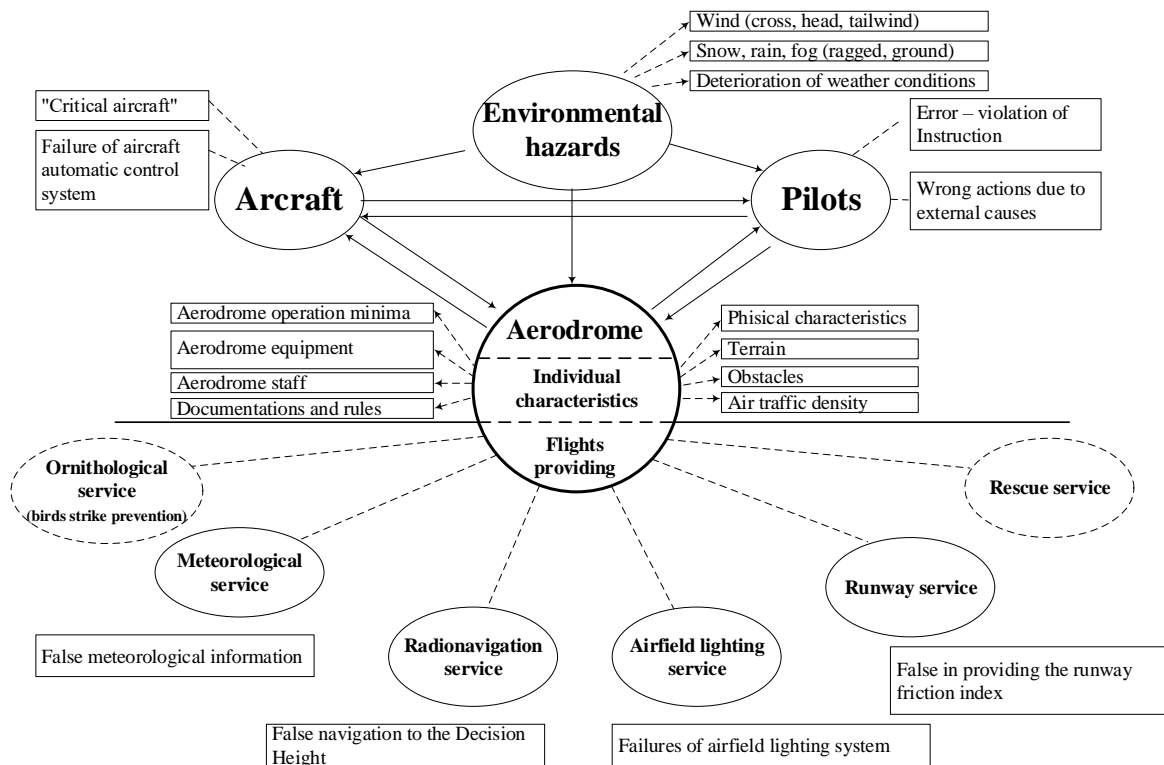 Wind (cross, head, tailwind)
Snow, rain, fog (ragged, ground)
Deterioration of weather conditions
"Critical aircraft"
Failure of aircraft
automatic control
system
Environmental
hazards
Error – violation of
Instruction
Wrong actions due to
external causes
Arcraft
Pilots
Aerodrome operation minima
Aerodrome equipment
Aerodrome staff
Documentations and rules
Aerodrome
Individual
characteristics
Flights
providing
Phisical characteristics
Terrain
Obstacles
Air traffic density
Ornithological
service
(birds strike prevention)
Rescue service
Meteorological
service
Runway service
Radionavigation
service
Airfield lighting
service
False meteorological information
False in providing the runway
friction index
False navigation to the Decision
Height
Failures of airfield lighting system